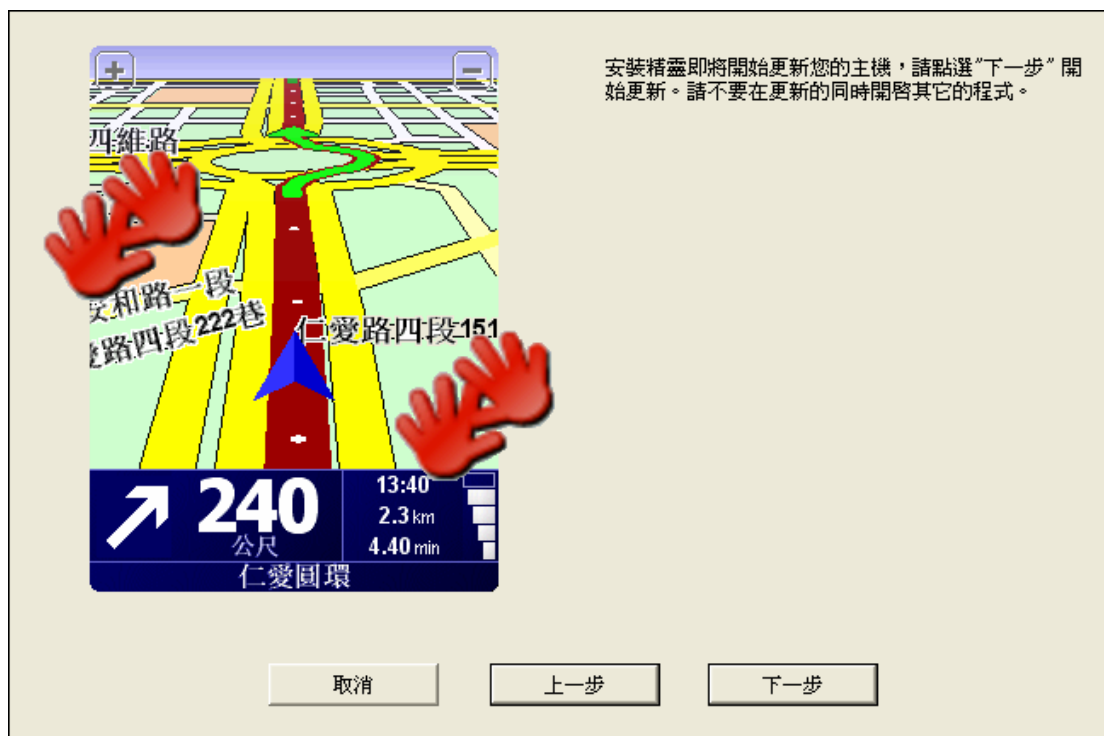 安裝精靈即將開始更新您的主機，請點選"下一步" 開
始更新。請不要在更新的同時開啓其它的程式。
+
−
四維路
安和路一段
愛路四段222巷
仁愛路四段151
240
公尺
13:40
2.3 km
4.40 min
仁愛圓環
取消
上一步
下一步